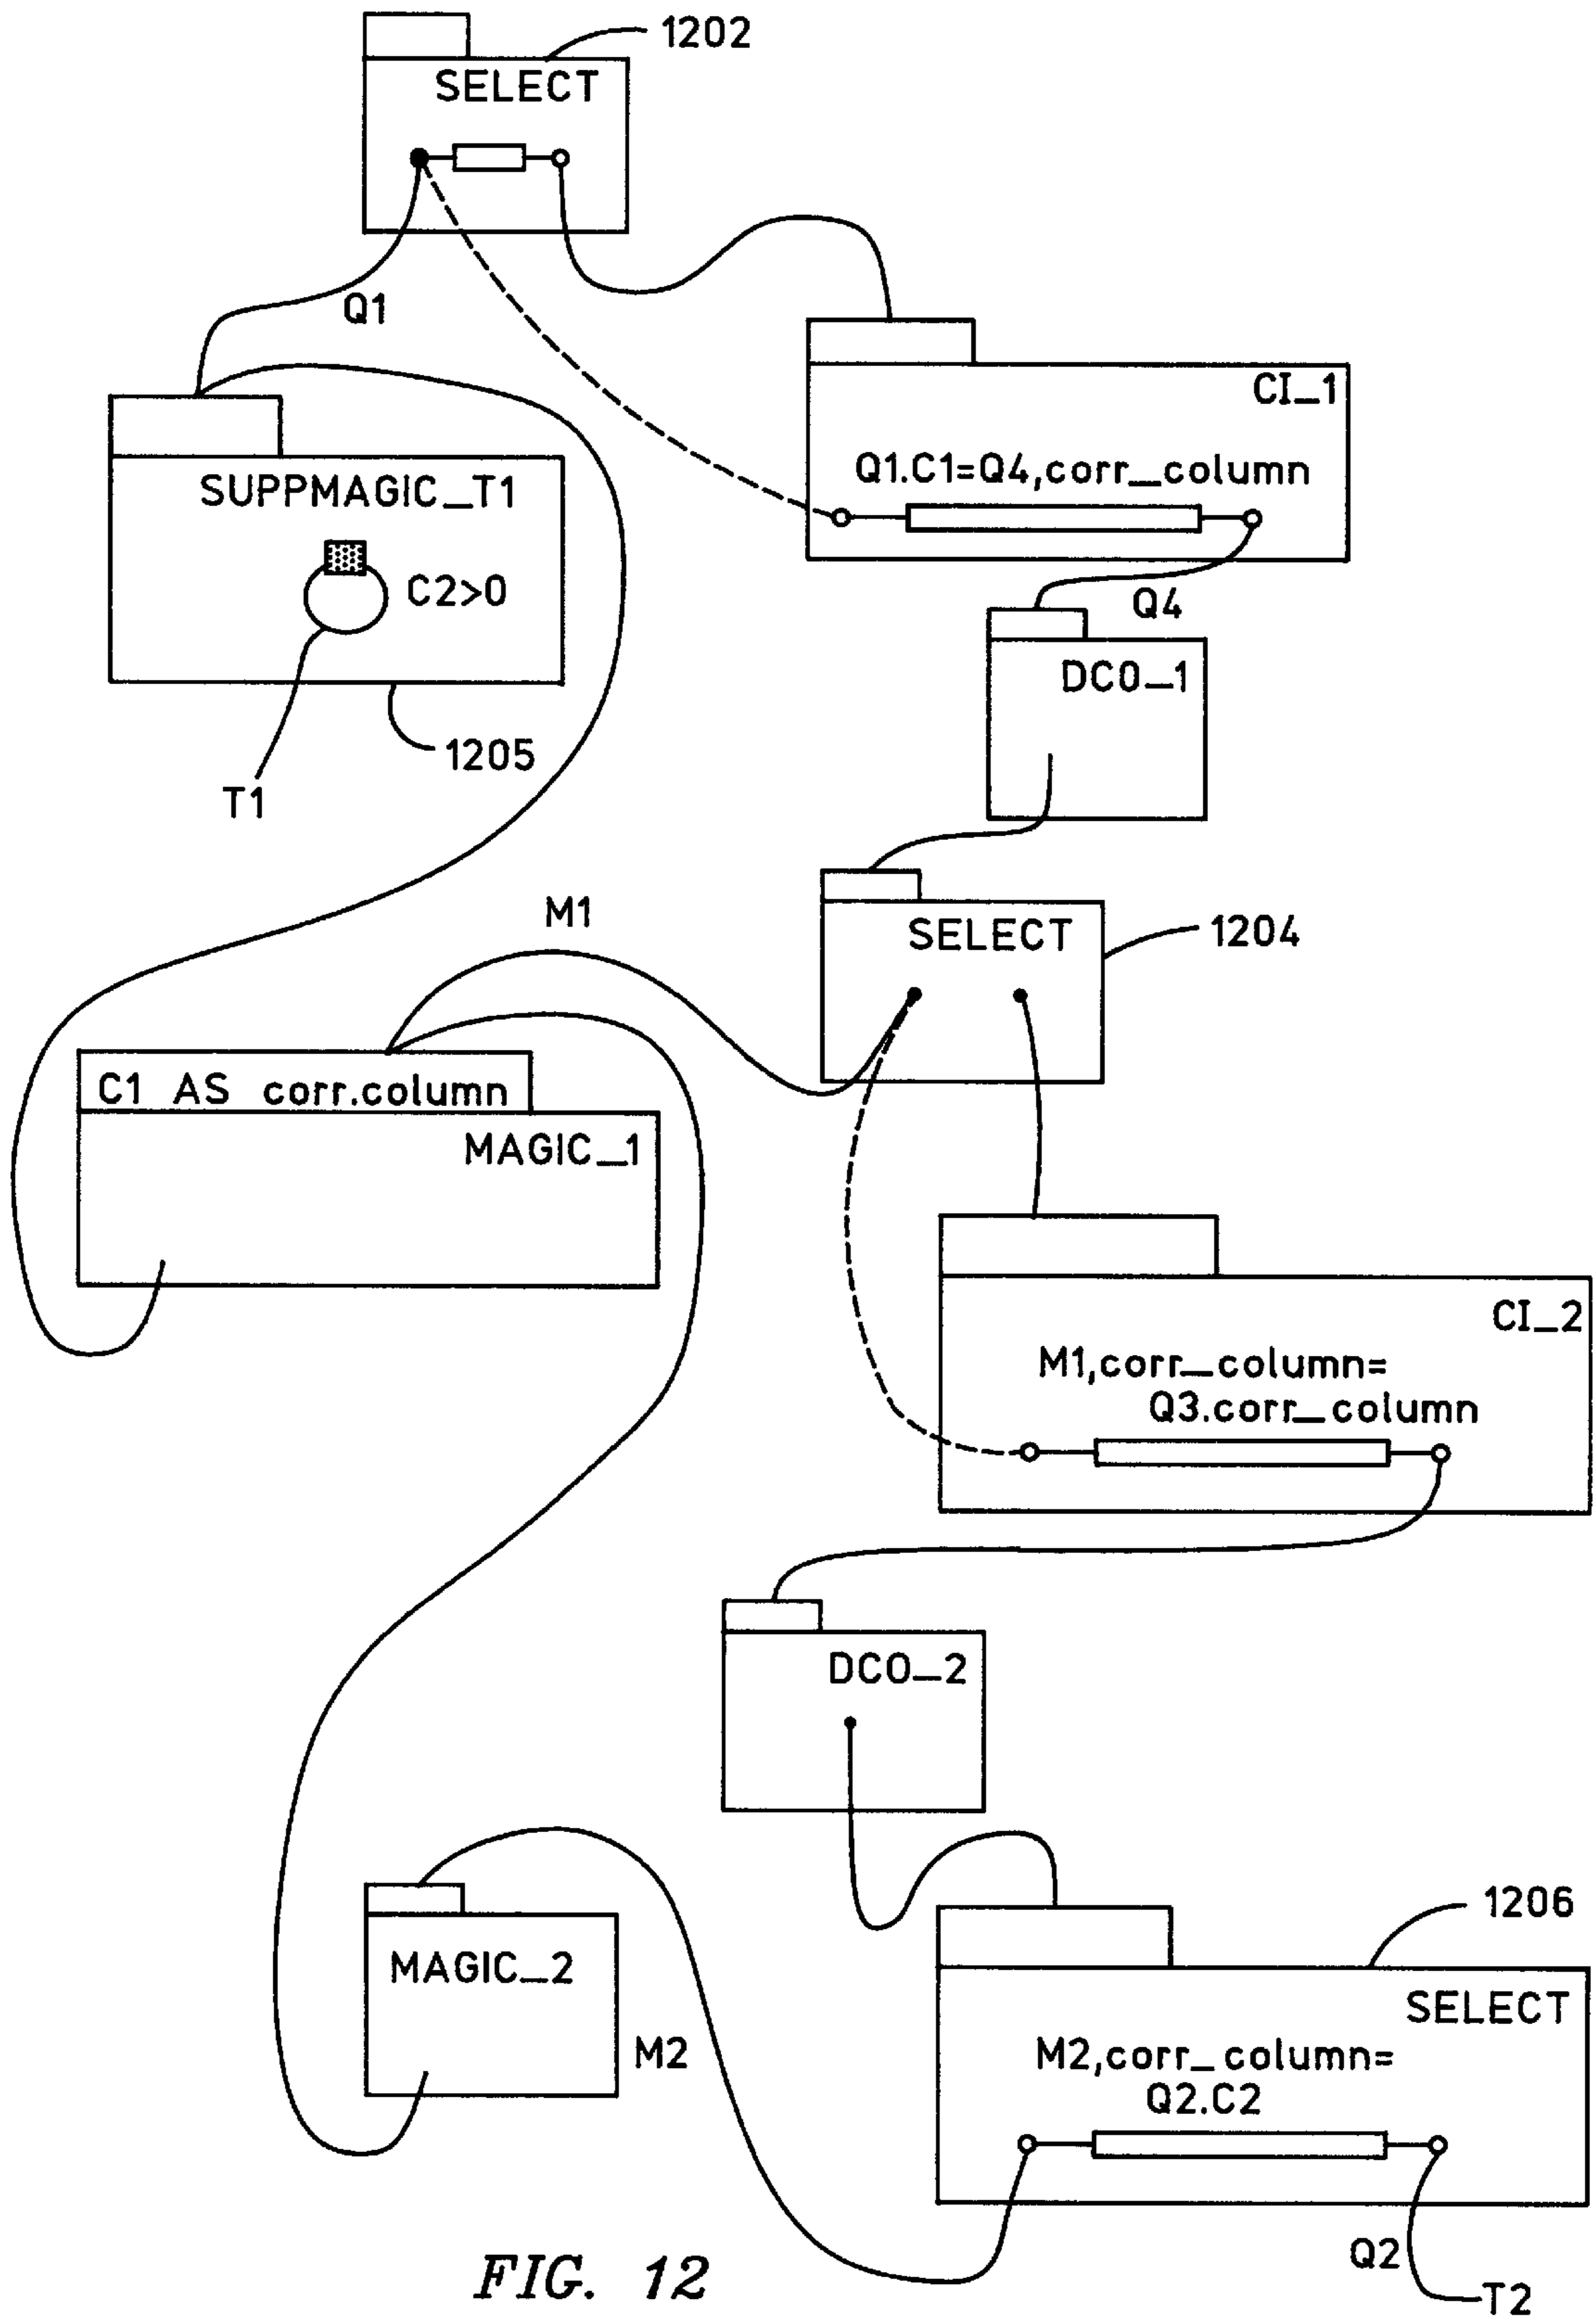 1202
SELECT
Q1
CI_1
Q1.C1=Q4,corr_column
SUPPMAGIC_T1
C2>0
Q4
DC0_1
1205
T1
M1
SELECT
1204
C1 AS corr.column
MAGIC_1
CI_2
M1,corr_column=
Q3.corr_column
DCO_2
1206
MAGIC_2
SELECT
M2
M2,corr_column=
Q2.C2
Q2
FIG. 12
T2